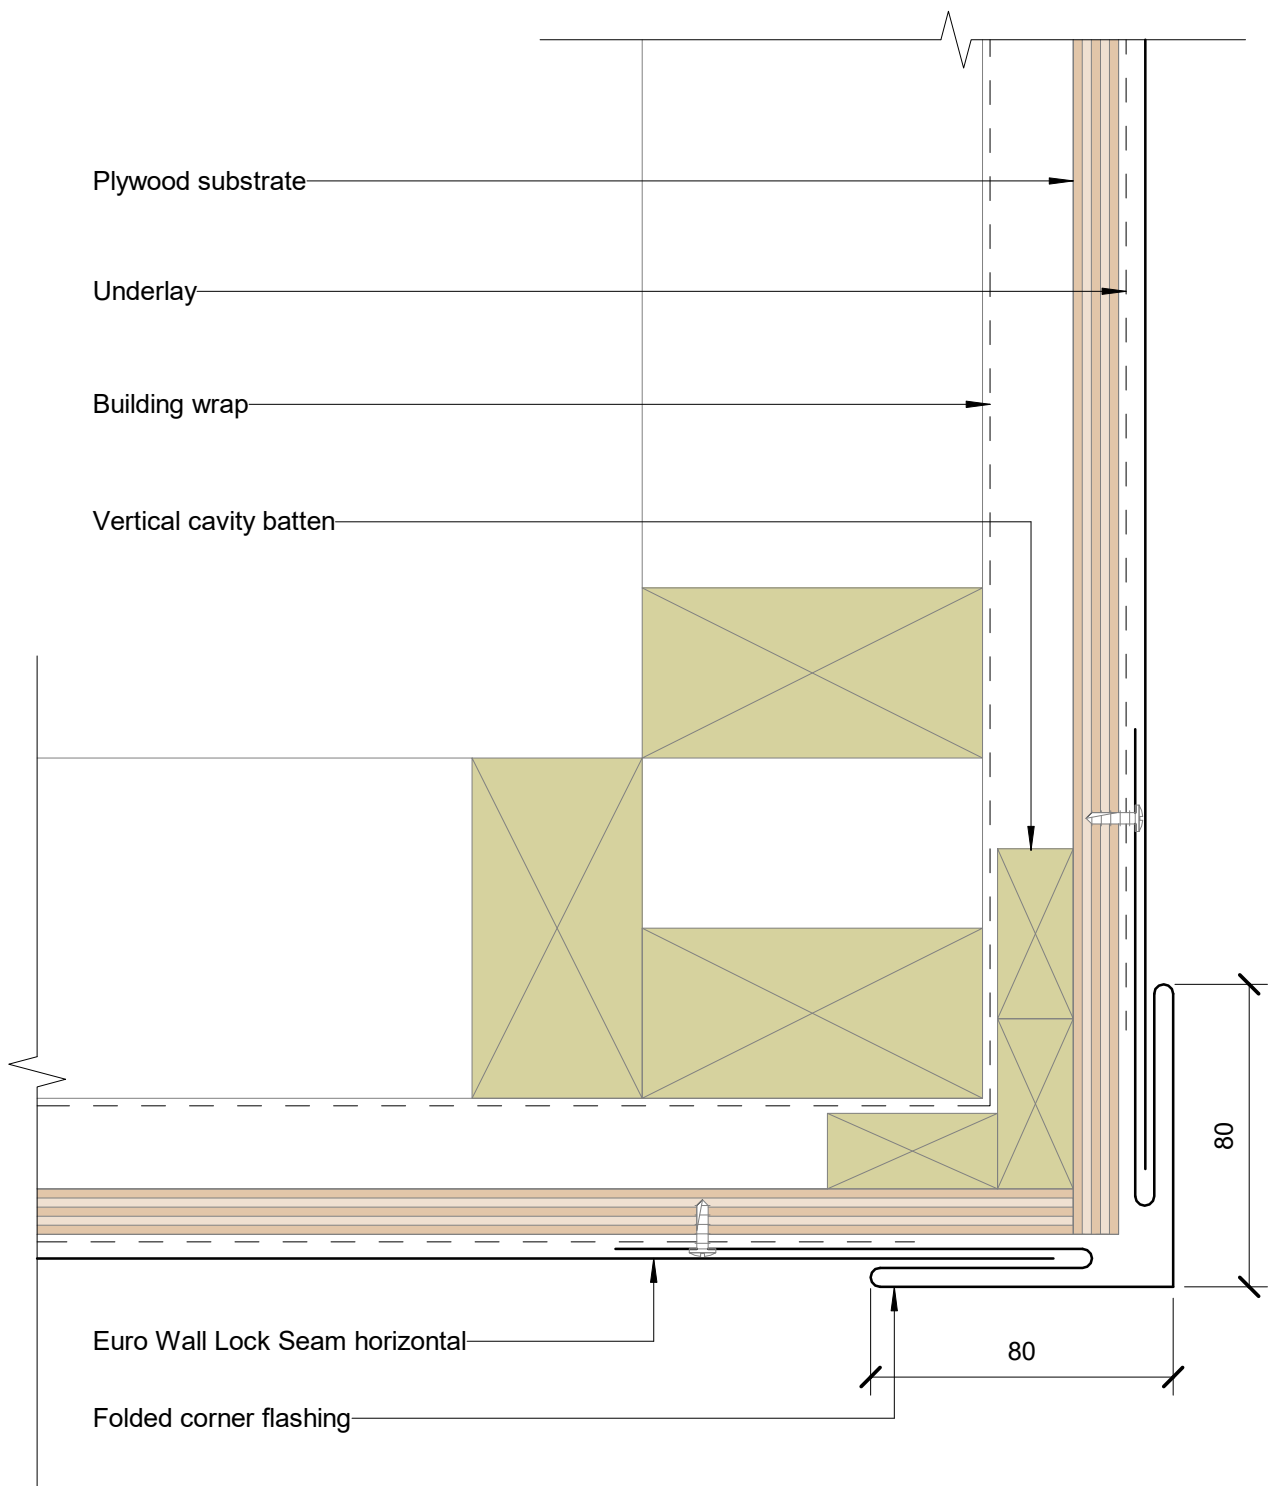 Plywood substrate
Underlay
Building wrap
Vertical cavity batten
80
Euro Wall Lock Seam horizontal
80
Folded corner flashing